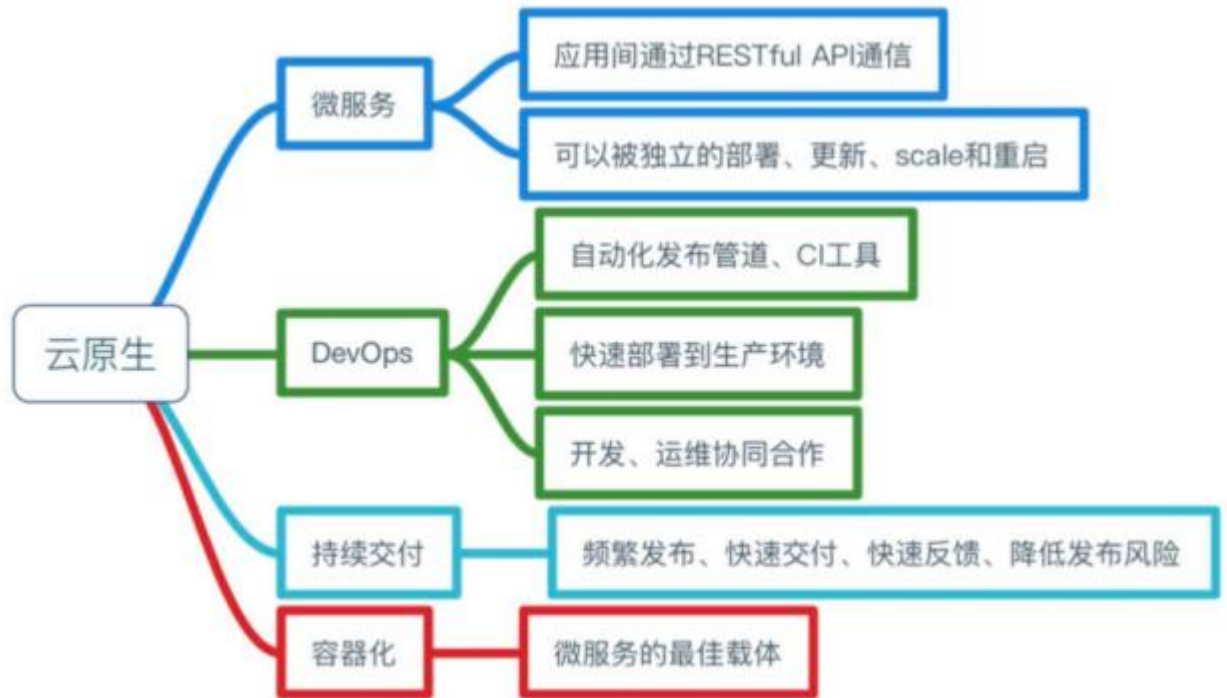 云原生
微服务
应用间通过RESTful API通信
可以被独立的部署、更新、scale和重启
DevOps
自动化发布管道、CI工具
快速部署到生产环境
开发、运维协同合作
持续交付
频繁发布、快速交付、快速反馈、降低发布风险
容器化
微服务的最佳载体